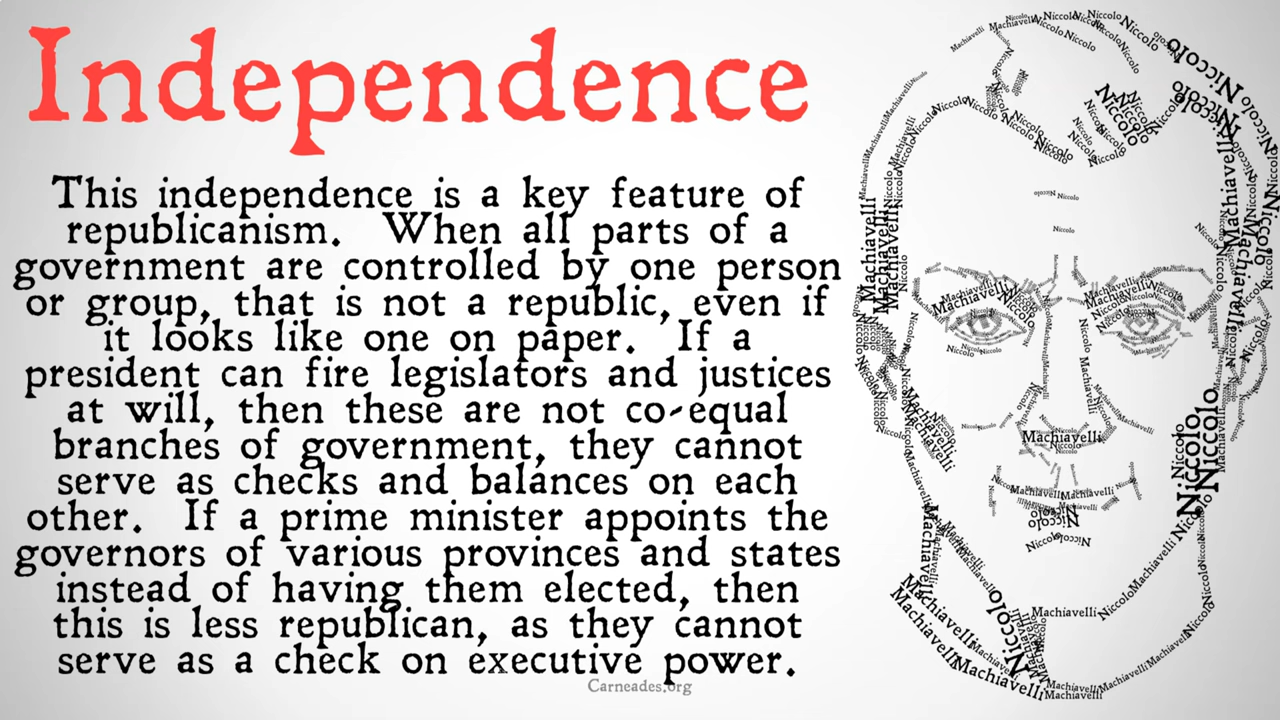 Independence
This independence is a key feature of
republicanism. When all parts of a
government are controlled by one person
or group, that is not a republic, even if
it looks like one on paper. If a
president can fire legislators and justices
at will, then these are not co-equal
branches of government, they cannot
serve as checks and balances on each
other. If a prime minister appoints the
governors of various provinces and states
instead of having them elected, then
this is less republican, as they cannot
serve as a check on executive power.
Carneades.org
Niccolo
Machiavelli